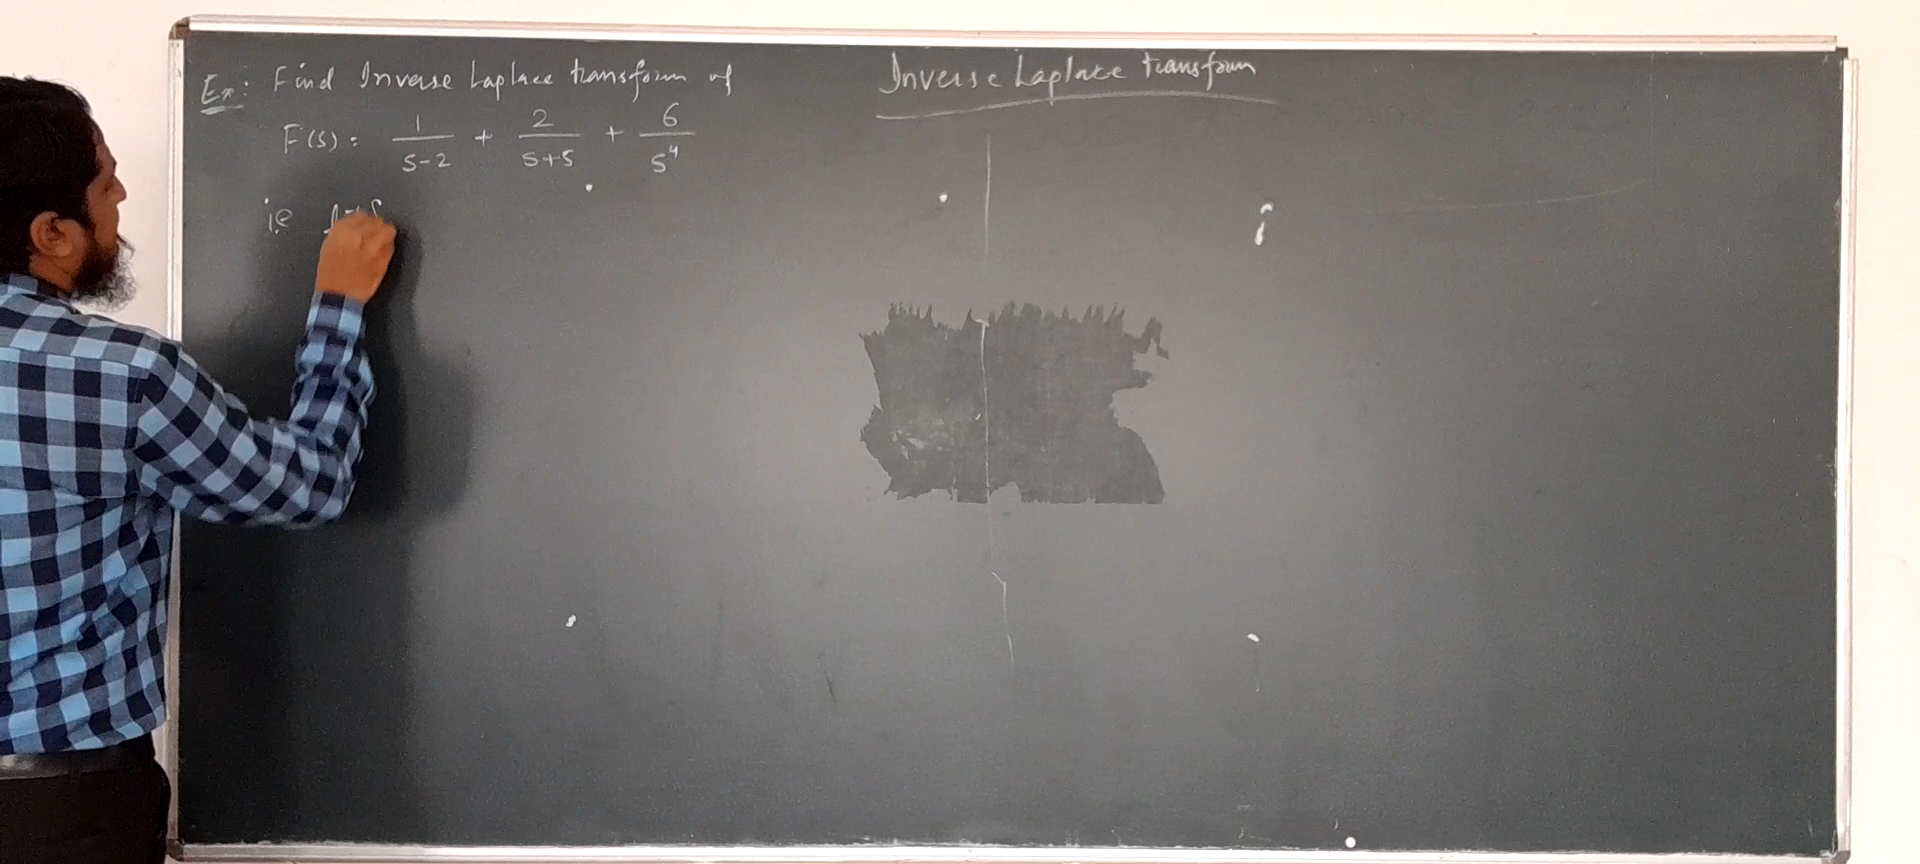 Inverse Laplace transform
Ex: Find Inverse Laplace transform of
F(s) = 1/(s-2) + 2/(s+5) + 6/s⁴
i.e